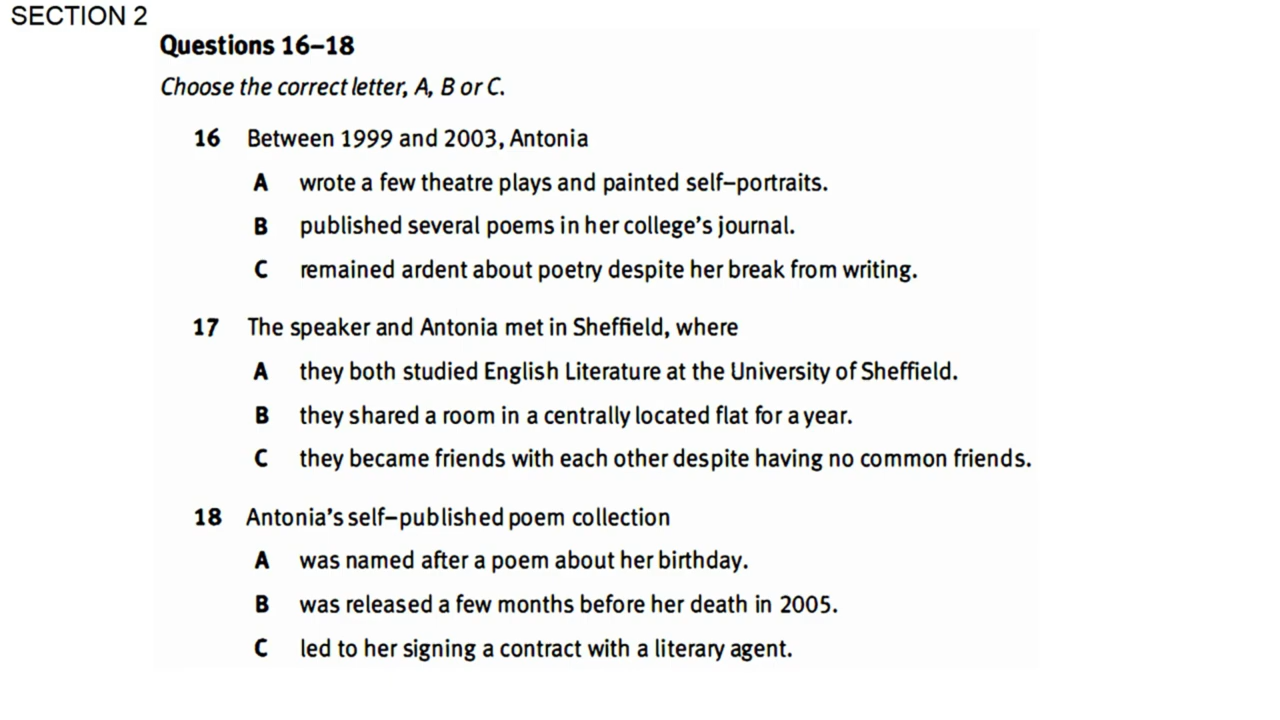 SECTION 2
Questions 16–18
Choose the correct letter, A, B or C.
16 Between 1999 and 2003, Antonia
A wrote a few theatre plays and painted self–portraits.
B published several poems in her college's journal.
C remained ardent about poetry despite her break from writing.
17 The speaker and Antonia met in Sheffield, where
A they both studied English Literature at the University of Sheffield.
B they shared a room in a centrally located flat for a year.
C they became friends with each other despite having no common friends.
18 Antonia's self–published poem collection
A was named after a poem about her birthday.
B was released a few months before her death in 2005.
C led to her signing a contract with a literary agent.